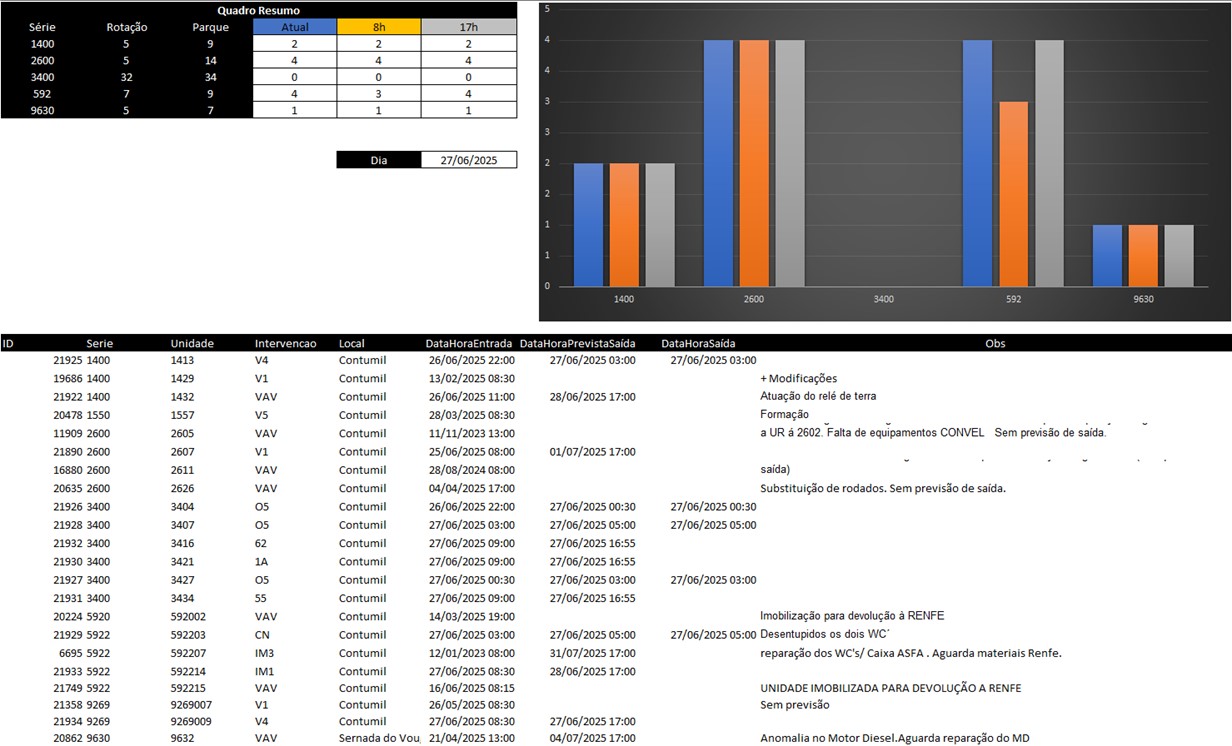 Quadro Resumo
Série Rotação Parque Atual 8h 17h
1400 5 9 2 2 2
2600 5 14 4 4 4
3400 32 34 0 0 0
592 7 9 4 3 4
9630 5 7 1 1 1
Dia 27/06/2025
5
4
4
3
3
2
2
1
1
0
1400 2600 3400 592 9630
ID Serie Unidade Intervencao Local DataHoraEntrada DataHoraPrevistaSaída DataHoraSaída Obs
21925 1400 1413 V4 Contumil 26/06/2025 22:00 27/06/2025 03:00 27/06/2025 03:00
19686 1400 1429 V1 Contumil 13/02/2025 08:30 + Modificações
21922 1400 1432 VAV Contumil 26/06/2025 11:00 28/06/2025 17:00 Atuação do relé de terra
20478 1550 1557 V5 Contumil 28/03/2025 08:30 Formação
11909 2600 2605 VAV Contumil 11/11/2023 13:00 a UR á 2602. Falta de equipamentos CONVEL Sem previsão de saída.
21890 2600 2607 V1 Contumil 25/06/2025 08:00 01/07/2025 17:00
16880 2600 2611 VAV Contumil 28/08/2024 08:00 saída)
20635 2600 2626 VAV Contumil 04/04/2025 17:00 Substituição de rodados. Sem previsão de saída.
21926 3400 3404 O5 Contumil 26/06/2025 22:00 27/06/2025 00:30 27/06/2025 00:30
21928 3400 3407 O5 Contumil 27/06/2025 03:00 27/06/2025 05:00 27/06/2025 05:00
21932 3400 3416 62 Contumil 27/06/2025 09:00 27/06/2025 16:55
21930 3400 3421 1A Contumil 27/06/2025 09:00 27/06/2025 16:55
21927 3400 3427 O5 Contumil 27/06/2025 00:30 27/06/2025 03:00 27/06/2025 03:00
21931 3400 3434 55 Contumil 27/06/2025 09:00 27/06/2025 16:55
20224 5920 592002 VAV Contumil 14/03/2025 19:00 Imobilização para devolução à RENFE
21929 5922 592203 CN Contumil 27/06/2025 03:00 27/06/2025 05:00 27/06/2025 05:00 Desentupidos os dois WC´
6695 5922 592207 IM3 Contumil 12/01/2023 08:00 31/07/2025 17:00 reparação dos WC's/ Caixa ASFA . Aguarda materiais Renfe.
21933 5922 592214 IM1 Contumil 27/06/2025 08:30 28/06/2025 17:00
21749 5922 592215 VAV Contumil 16/06/2025 08:15 UNIDADE IMOBILIZADA PARA DEVOLUÇÃO A RENFE
21358 9269 9269007 V1 Contumil 26/05/2025 08:30 Sem previsão
21934 9269 9269009 V4 Contumil 27/06/2025 08:30 27/06/2025 17:00
20862 9630 9632 VAV Sernada do Vou 21/04/2025 13:00 04/07/2025 17:00 Anomalia no Motor Diesel.Aguarda reparação do MD